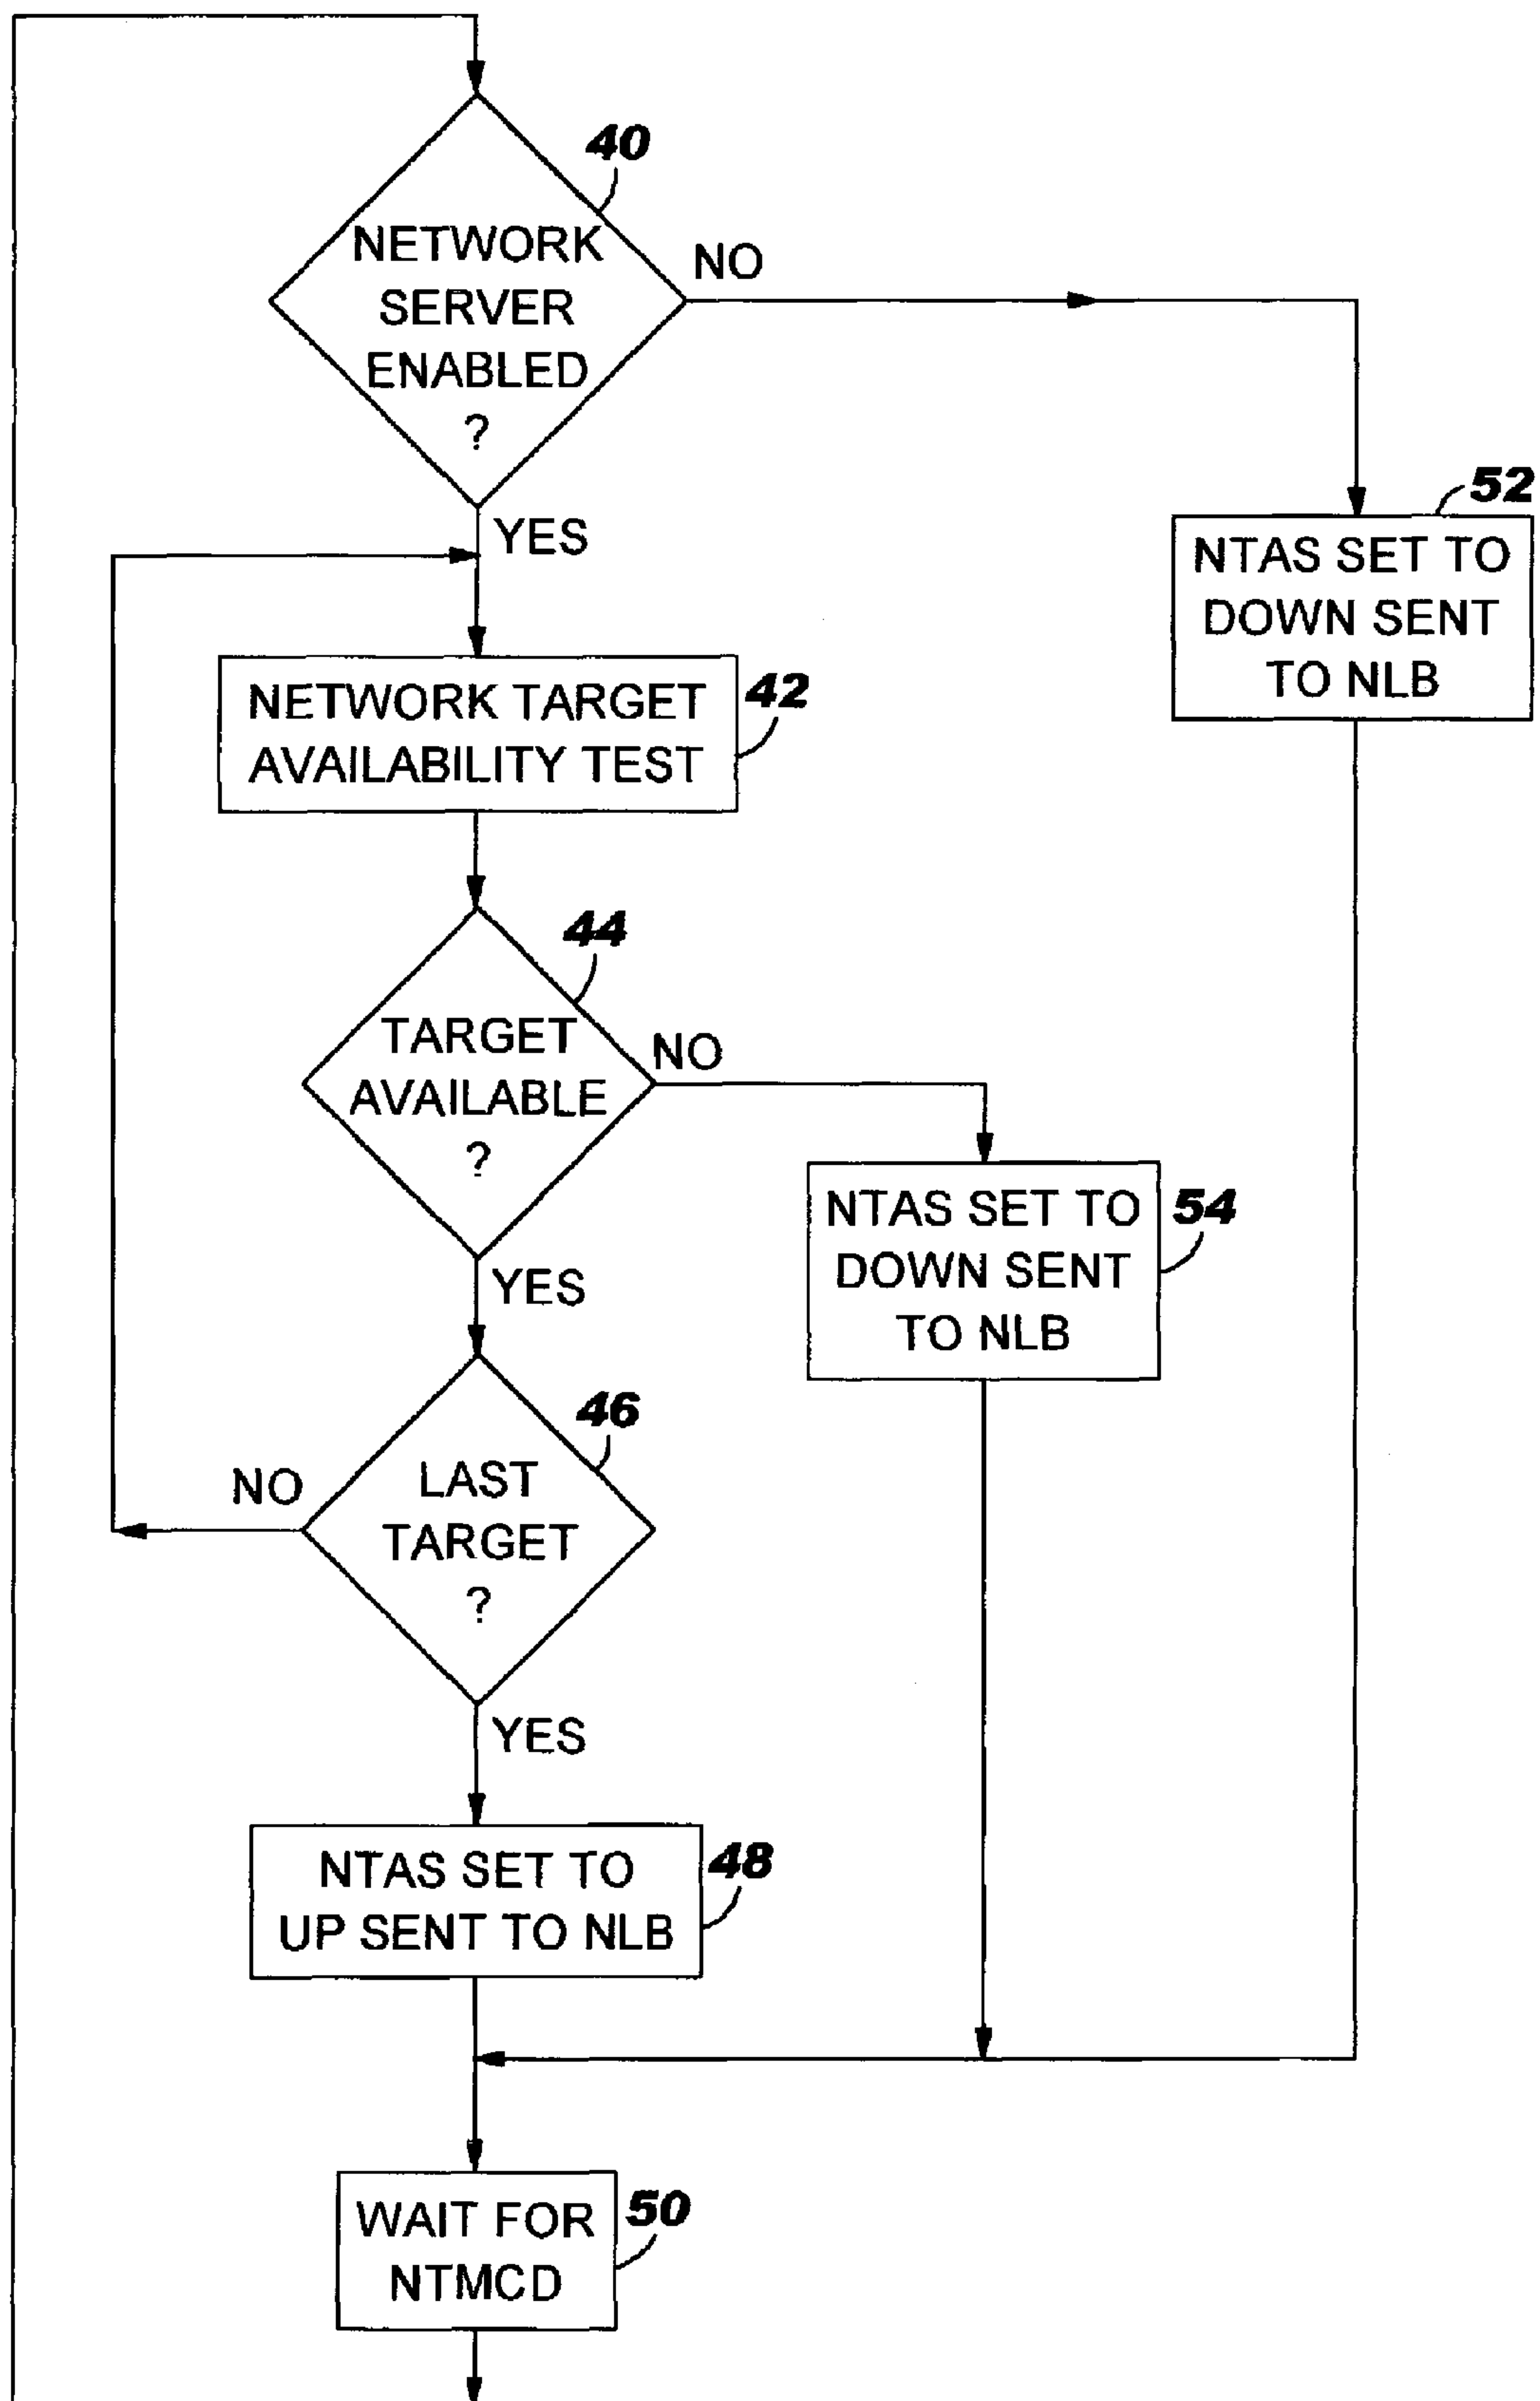 40
NETWORK
SERVER
ENABLED
?
NO
YES
52
NTAS SET TO
DOWN SENT
TO NLB
NETWORK TARGET
AVAILABILITY TEST
42
44
TARGET
AVAILABLE
?
NO
YES
NTAS SET TO
DOWN SENT
TO NLB
54
46
LAST
TARGET
?
NO
YES
NTAS SET TO
UP SENT TO NLB
48
WAIT FOR
NTMCD
50